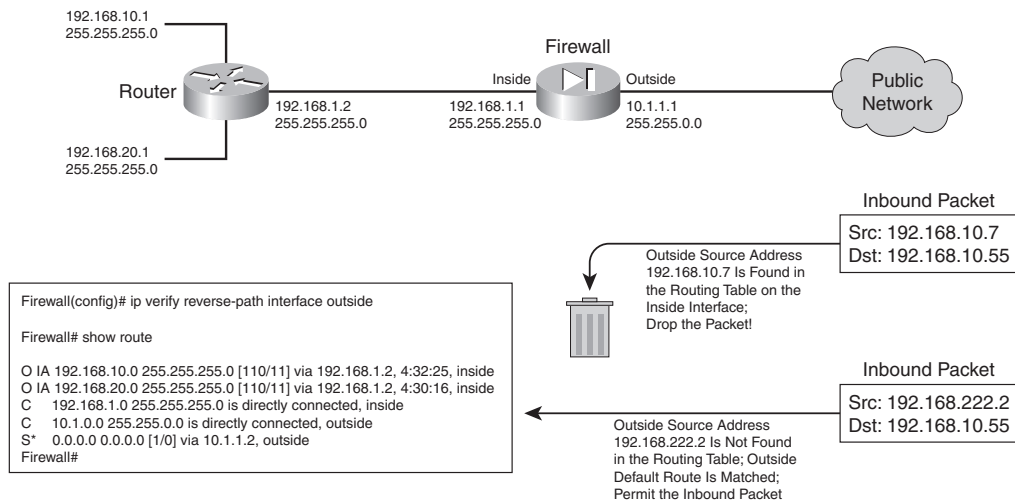 192.168.10.1
255.255.255.0
Router
192.168.1.2
255.255.255.0
192.168.20.1
255.255.255.0
Firewall
Inside
Outside
192.168.1.1
255.255.255.0
10.1.1.1
255.255.0.0
Public
Network
Inbound Packet
Src: 192.168.10.7
Dst: 192.168.10.55
Outside Source Address
192.168.10.7 Is Found in
the Routing Table on the
Inside Interface;
Drop the Packet!
Firewall(config)# ip verify reverse-path interface outside
Firewall# show route
O IA 192.168.10.0 255.255.255.0 [110/11] via 192.168.1.2, 4:32:25, inside
O IA 192.168.20.0 255.255.255.0 [110/11] via 192.168.1.2, 4:30:16, inside
C 192.168.1.0 255.255.255.0 is directly connected, inside
C 10.1.0.0 255.255.0.0 is directly connected, outside
S* 0.0.0.0 0.0.0.0 [1/0] via 10.1.1.2, outside
Firewall#
Inbound Packet
Src: 192.168.222.2
Dst: 192.168.10.55
Outside Source Address
192.168.222.2 Is Not Found
in the Routing Table; Outside
Default Route Is Matched;
Permit the Inbound Packet